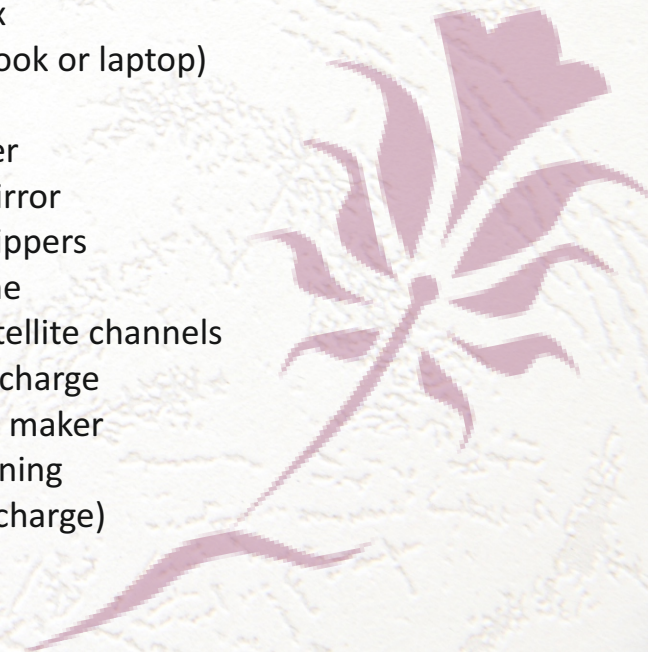 x
ook or laptop)
er
irror
ippers
ne
tellite channels
charge
maker
ning
charge)